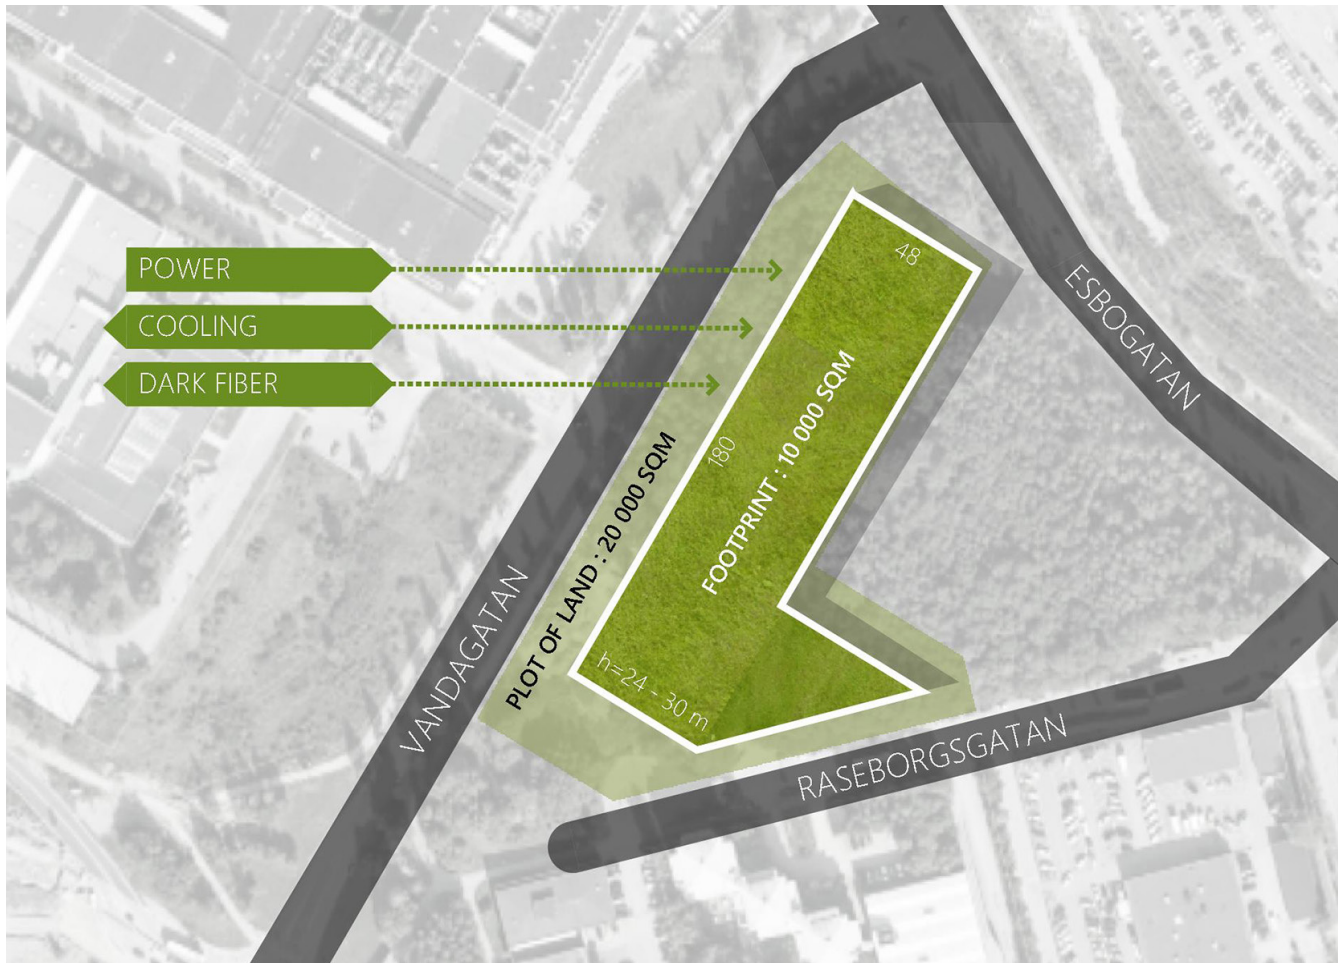 POWER
COOLING
DARK FIBER
48
180
FOOTPRINT : 10 000 SQM
PLOT OF LAND : 20 000 SQM
h=24 - 30 m
VANDAGATAN
ESBOGATAN
RASEBORGSGATAN